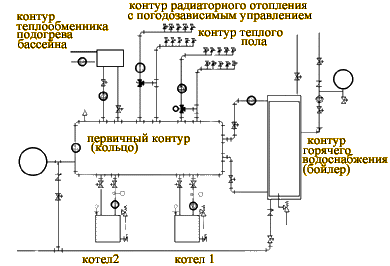 контур
теплообменника
подогрева
бассейна
контур радиаторного отопления
с погодозависимым управлением
контур теплого
пола
первичный контур
(кольцо)
контур
горячего
водоснабжения
(бойлер)
котел2
котел 1